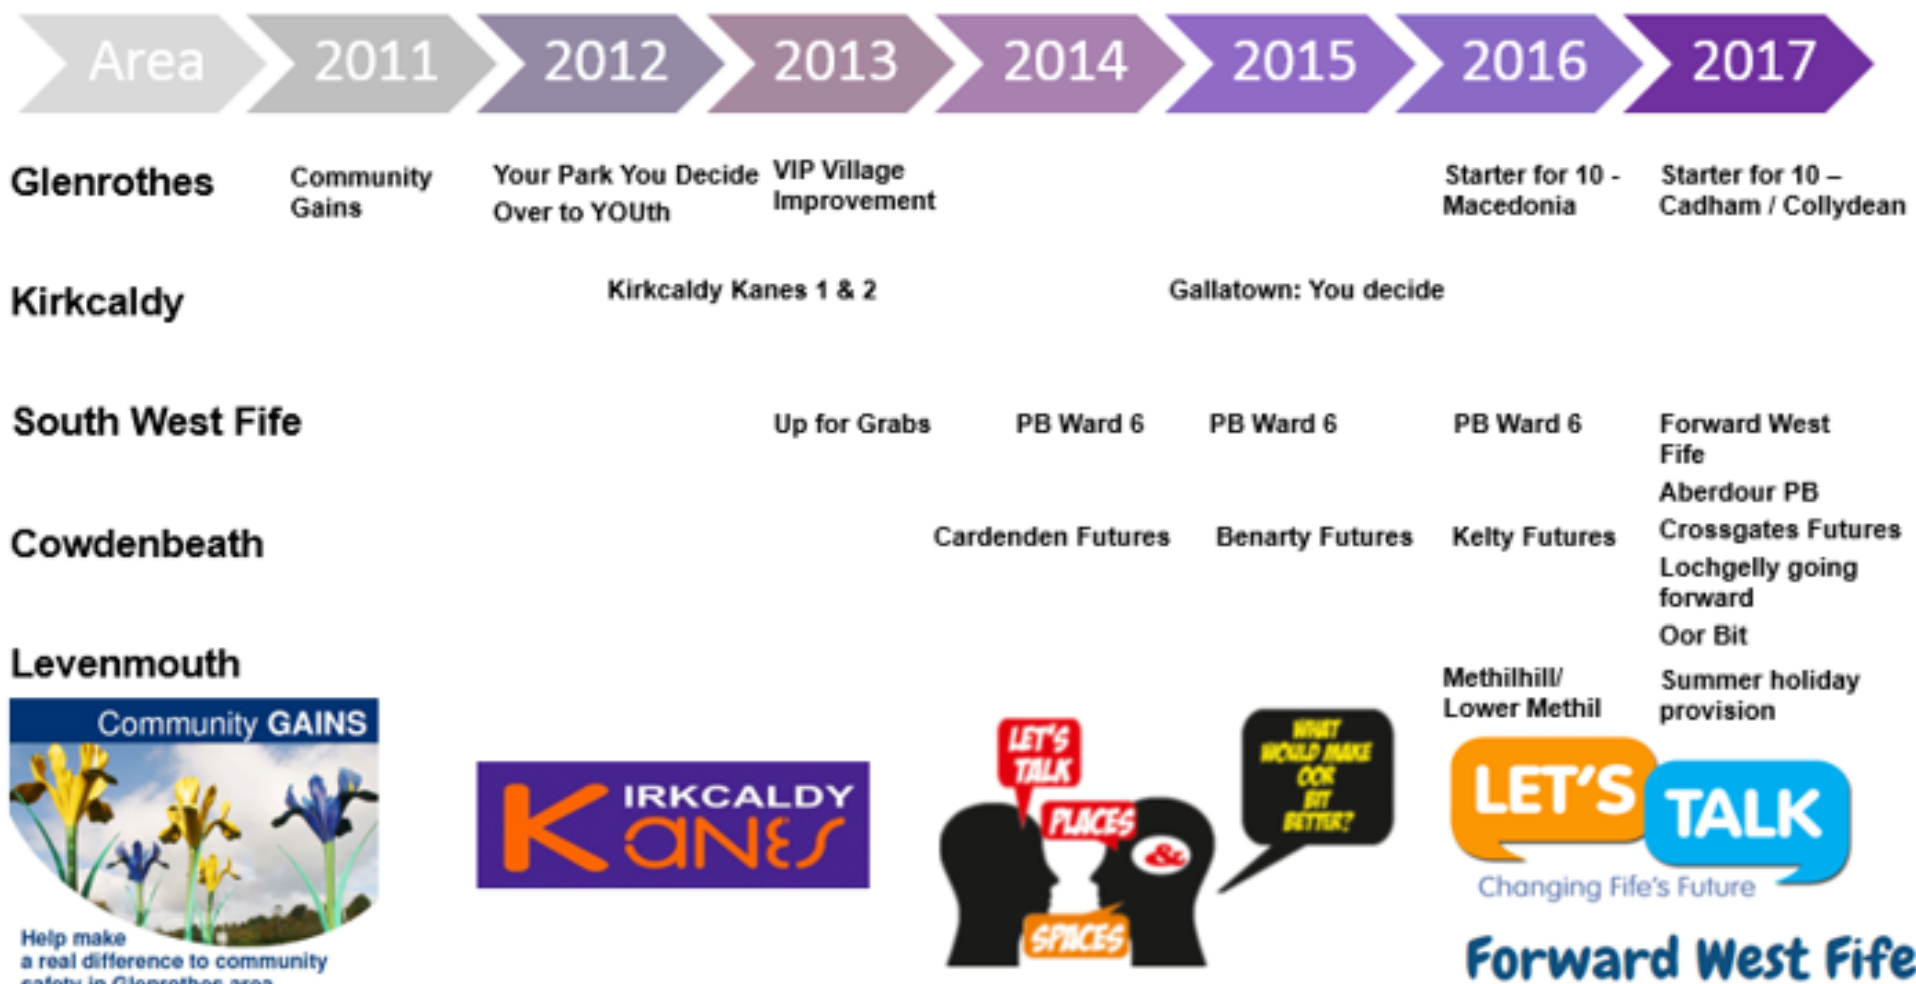 Area 2011 2012 2013 2014 2015 2016 2017
Glenrothes
Community
Gains
Your Park You Decide
Over to YOUth
VIP Village
Improvement
Starter for 10 -
Macedonia
Starter for 10 –
Cadham / Collydean
Kirkcaldy
Kirkcaldy Kanes 1 & 2
Gallatown: You decide
South West Fife
Up for Grabs
PB Ward 6
PB Ward 6
PB Ward 6
Forward West
Fife
Aberdour PB
Cowdenbeath
Cardenden Futures
Benarty Futures
Kelty Futures
Crossgates Futures
Lochgelly going
forward
Oor Bit
Levenmouth
Methilhill/
Lower Methil
Summer holiday
provision
Community GAINS
Help make
a real difference to community
safety in Glenrothes area
KIRKCALDY
KANES
LET'S
TALK
PLACES
&
SPACES
WHAT
WOULD MAKE
OOR
BIT
BETTER?
LET'S
TALK
Changing Fife's Future
Forward West Fife